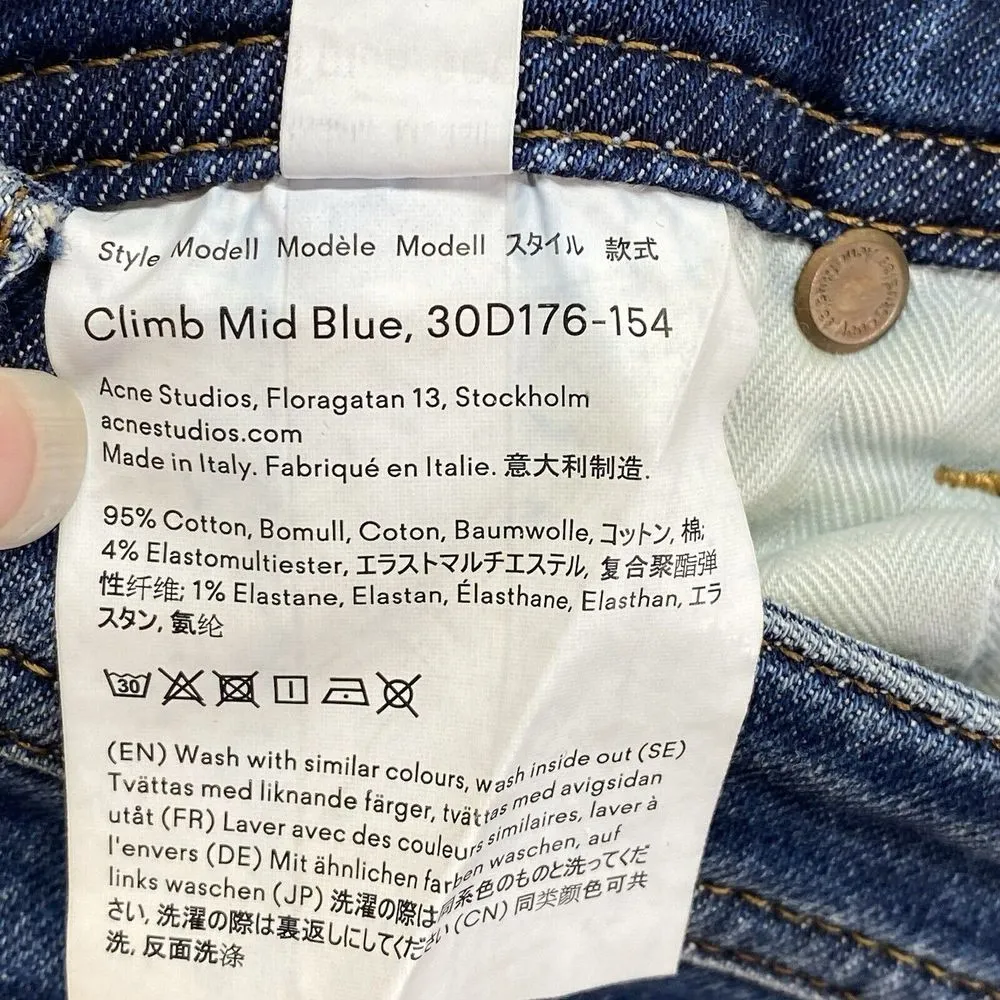 Style Modell Modèle Modell スタイル 款式
Climb Mid Blue, 30D176-154
Acne Studios, Floragatan 13, Stockholm
acnestudios.com
Made in Italy. Fabriqué en Italie. 意大利制造.
95% Cotton, Bomull, Coton, Baumwolle, コットン, 棉;
4% Elastomultiester, エラストマルチエステル, 复合聚酯弹
性纤维; 1% Elastane, Elastan, Élasthane, Elasthan, エラ
スタン, 氨纶
30
(EN) Wash with similar colours, wash inside out (SE)
Tvättas med liknande färger, tvättas med avigsidan
utåt (FR) Laver avec des couleurs similaires, laver à
l'envers (DE) Mit ähnlichen farben waschen, auf
links waschen (JP) 洗濯の際は同系色のものと洗ってくだ
さい, 洗濯の際は裏返しにしてください (CN) 同类颜色可共
洗, 反面洗涤